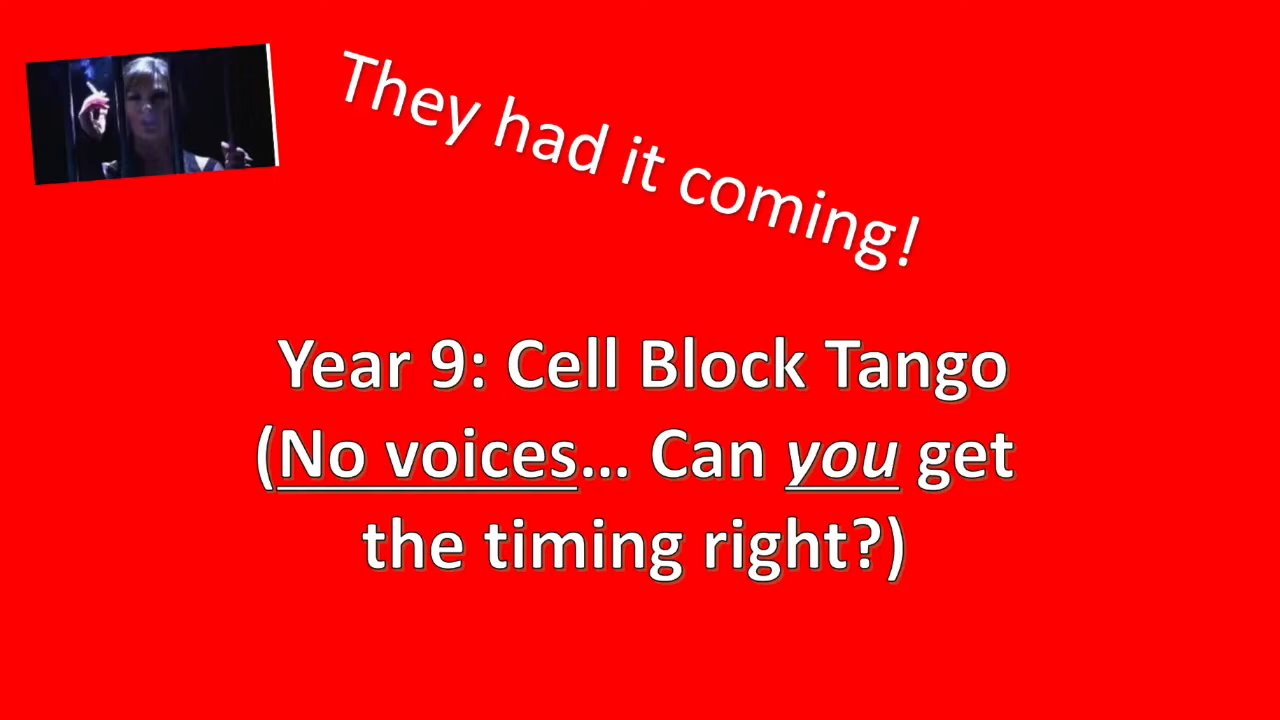 They had it coming!
Year 9: Cell Block Tango
(No voices... Can you get
the timing right?)